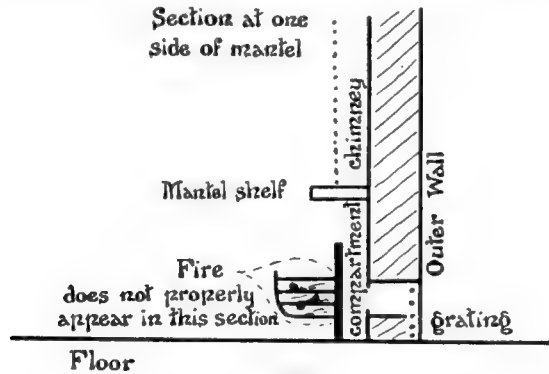 Section at one
side of mantel
chimney
Mantel shelf
Outer Wall
compartment
Fire
does not properly
appear in this section
grating
Floor